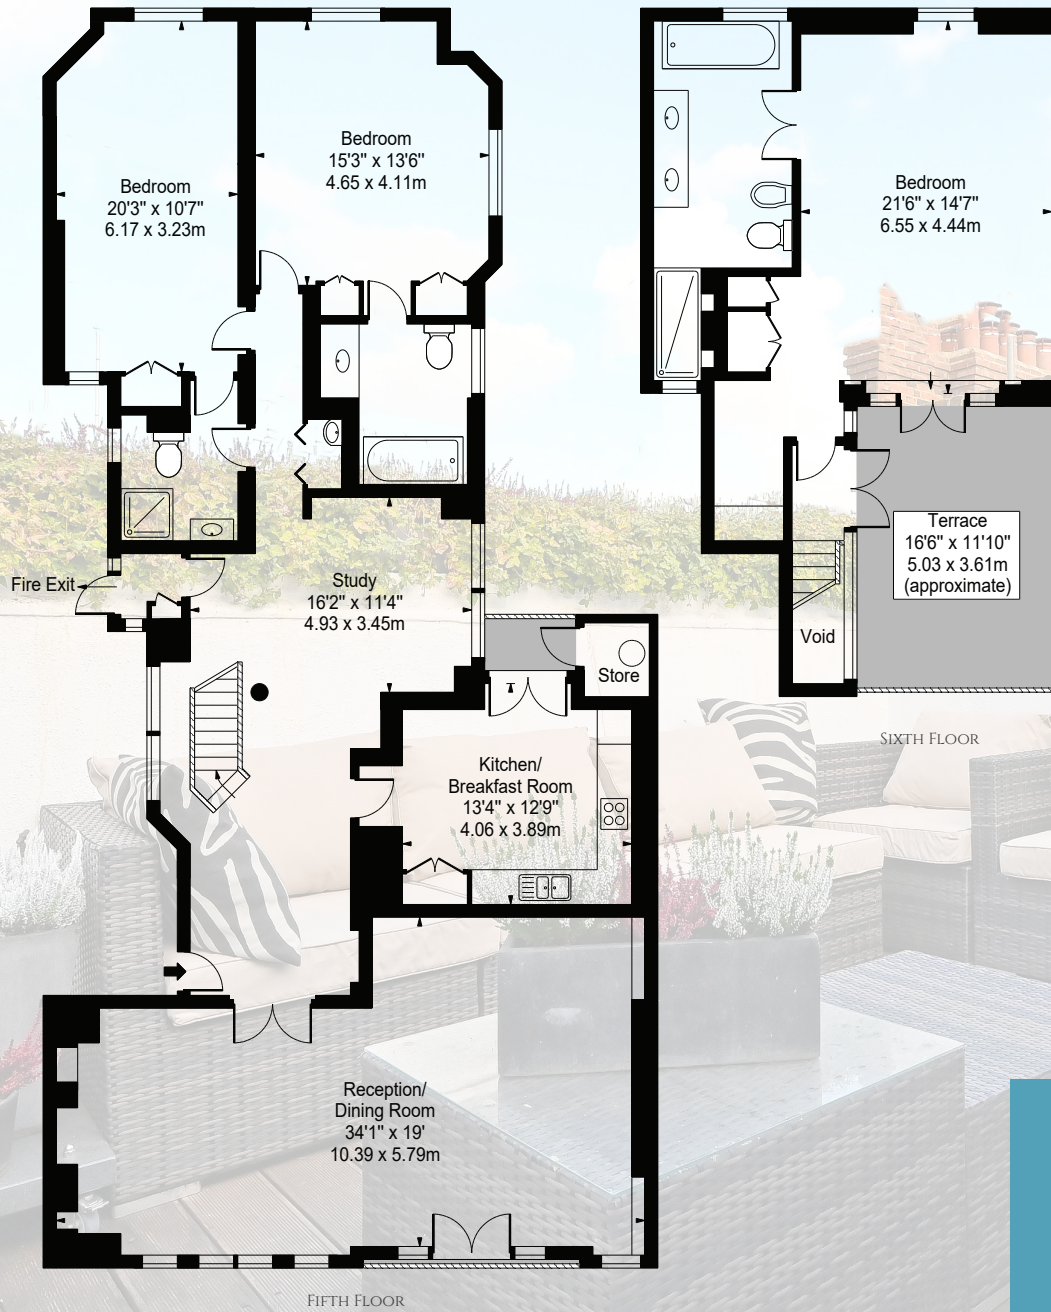 Bedroom
20'3" x 10'7"
6.17 x 3.23m
Bedroom
15'3" x 13'6"
4.65 x 4.11m
Bedroom
21'6" x 14'7"
6.55 x 4.44m
Terrace
16'6" x 11'10"
5.03 x 3.61m
(approximate)
Void
Fire Exit
Study
16'2" x 11'4"
4.93 x 3.45m
Store
SIXTH FLOOR
Kitchen/
Breakfast Room
13'4" x 12'9"
4.06 x 3.89m
Reception/
Dining Room
34'1" x 19'
10.39 x 5.79m
FIFTH FLOOR